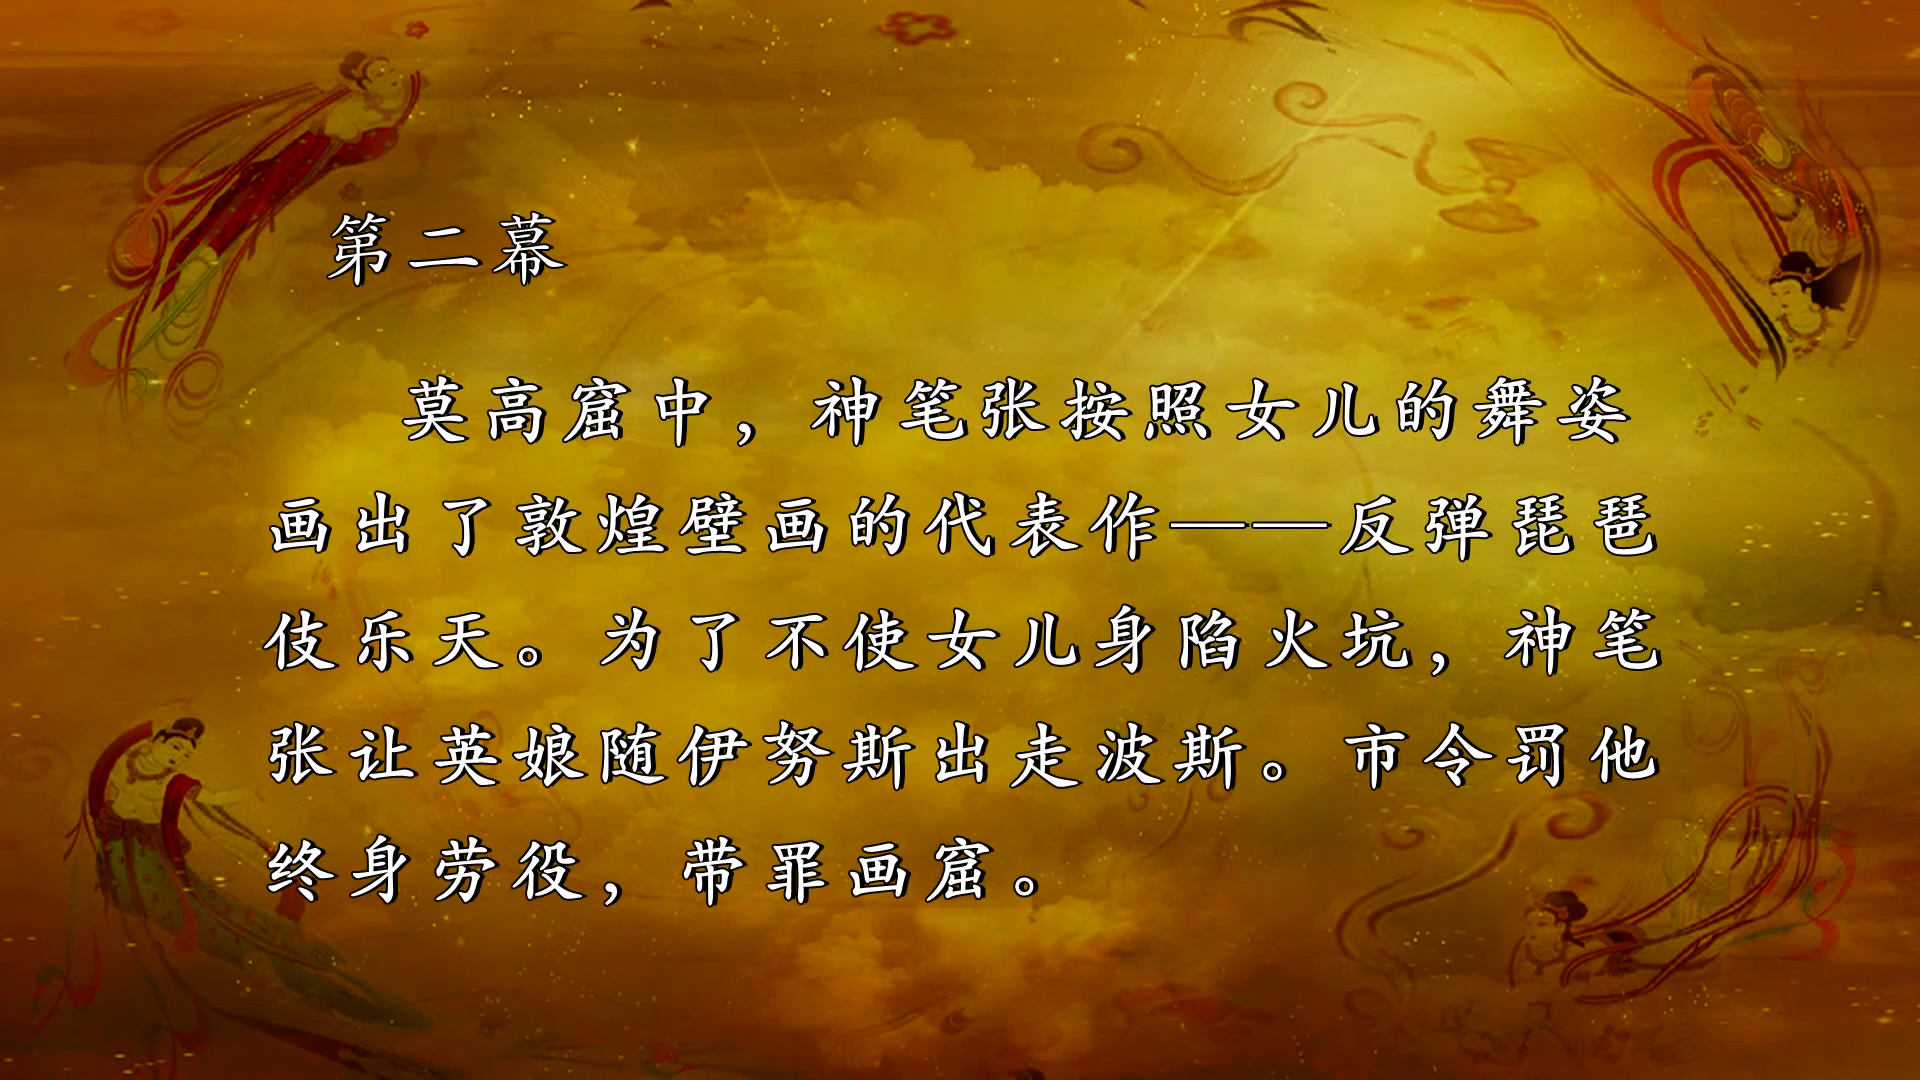 第二幕
莫高窟中，神笔张按照女儿的舞姿
画出了敦煌壁画的代表作——反弹琵琶
伎乐天。为了不使女儿身陷火坑，神笔
张让英娘随伊努斯出走波斯。市令罚他
终身劳役，带罪画窟。